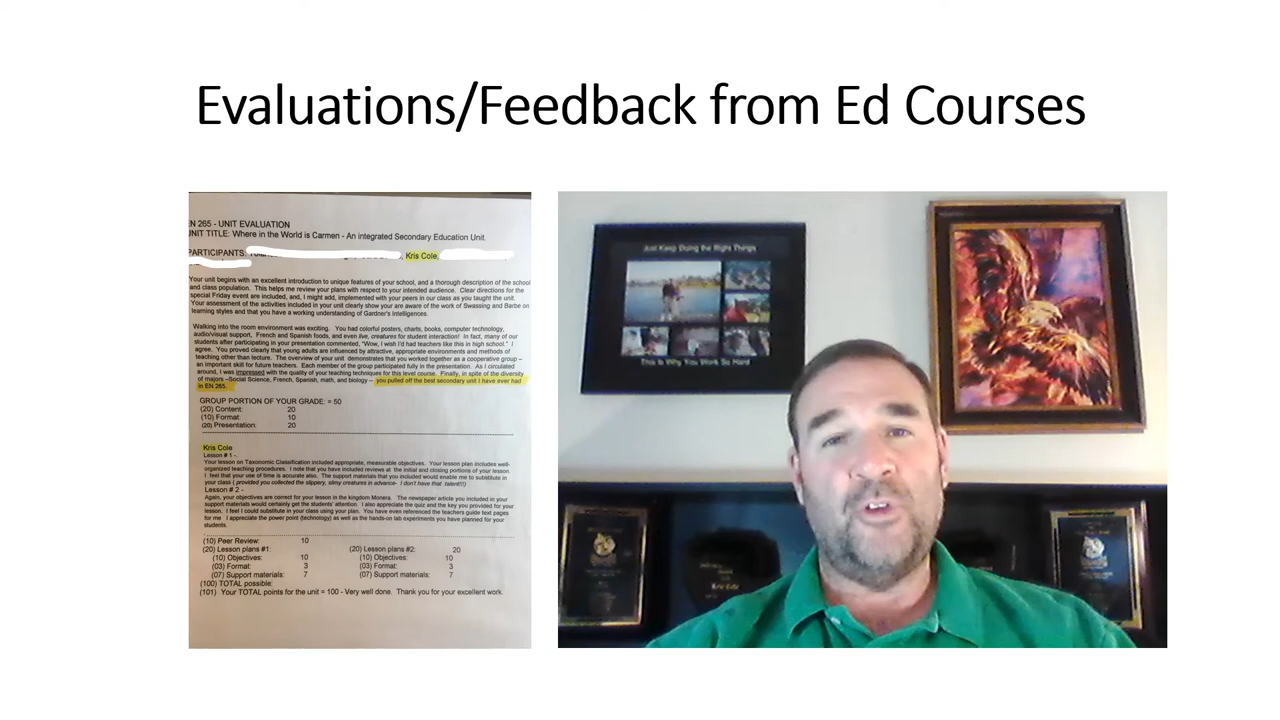 Evaluations/Feedback from Ed Courses
EN 265 - UNIT EVALUATION
UNIT TITLE: Where in the World is Carmen - An integrated Secondary Education Unit.
PARTICIPANTS: , Kris Cole,
Your unit begins with an excellent introduction to unique features of your school, and a thorough description of the school
and class population. This helps me review your plans with respect to your intended audience. Clear directions for the
special Friday event are included, and, I might add, implemented with your peers in our class as you taught the unit.
Your assessment of the activities included in your unit clearly show your are aware of the work of Swassing and Barbe on
learning styles and that you have a working understanding of Gardner's Intelligences.
Walking into the room environment was exciting. You had colorful posters, charts, books, computer technology,
audio/visual support, French and Spanish foods, and even live, creatures for student interaction! In fact, many of our
students after participating in your presentation commented, "Wow, I wish I'd had teachers like this in high school." I
agree. You proved clearly that young adults are influenced by attractive, appropriate environments and methods of
teaching other than lecture. The overview of your unit demonstrates that you worked together as a cooperative group –
an important skill for future teachers. Each member of the group participated fully in the presentation. As I circulated
around, I was impressed with the quality of your teaching techniques for this level course. Finally, in spite of the diversity
of majors –Social Science, French, Spanish, math, and biology – you pulled off the best secondary unit I have ever had
in EN 265.
GROUP PORTION OF YOUR GRADE: = 50
(20) Content: 20
(10) Format: 10
(20) Presentation: 20
Kris Cole
Lesson # 1 -
Your lesson on Taxonomic Classification included appropriate, measurable objectives. Your lesson plan includes well-
organized teaching procedures. I note that you have included reviews at the initial and closing portions of your lesson.
I feel that your use of time is accurate also. The support materials that you included would enable me to substitute in
your class ( provided you collected the slippery, slimy creatures in advance- I don't have that talent!!!)
Lesson # 2 -
Again, your objectives are correct for your lesson in the kingdom Monera. The newspaper article you included in your
support materials would certainly get the students' attention. I also appreciate the quiz and the key you provided for your
lesson. I feel I could substitute in your class using your plan. You have even referenced the teachers guide text pages
for me I appreciate the power point (technology) as well as the hands-on lab experiments you have planned for your
students.
(10) Peer Review: 10
(20) Lesson plans #1: (20) Lesson plans #2: 20
(10) Objectives: 10 (10) Objectives: 10
(03) Format: 3 (03) Format: 3
(07) Support materials: 7 (07) Support materials: 7
(100) TOTAL possible:
(101) Your TOTAL points for the unit = 100 - Very well done. Thank you for your excellent work.
Just Keep Doing the Right Things
This Is Why You Work So Hard
Kris Cole